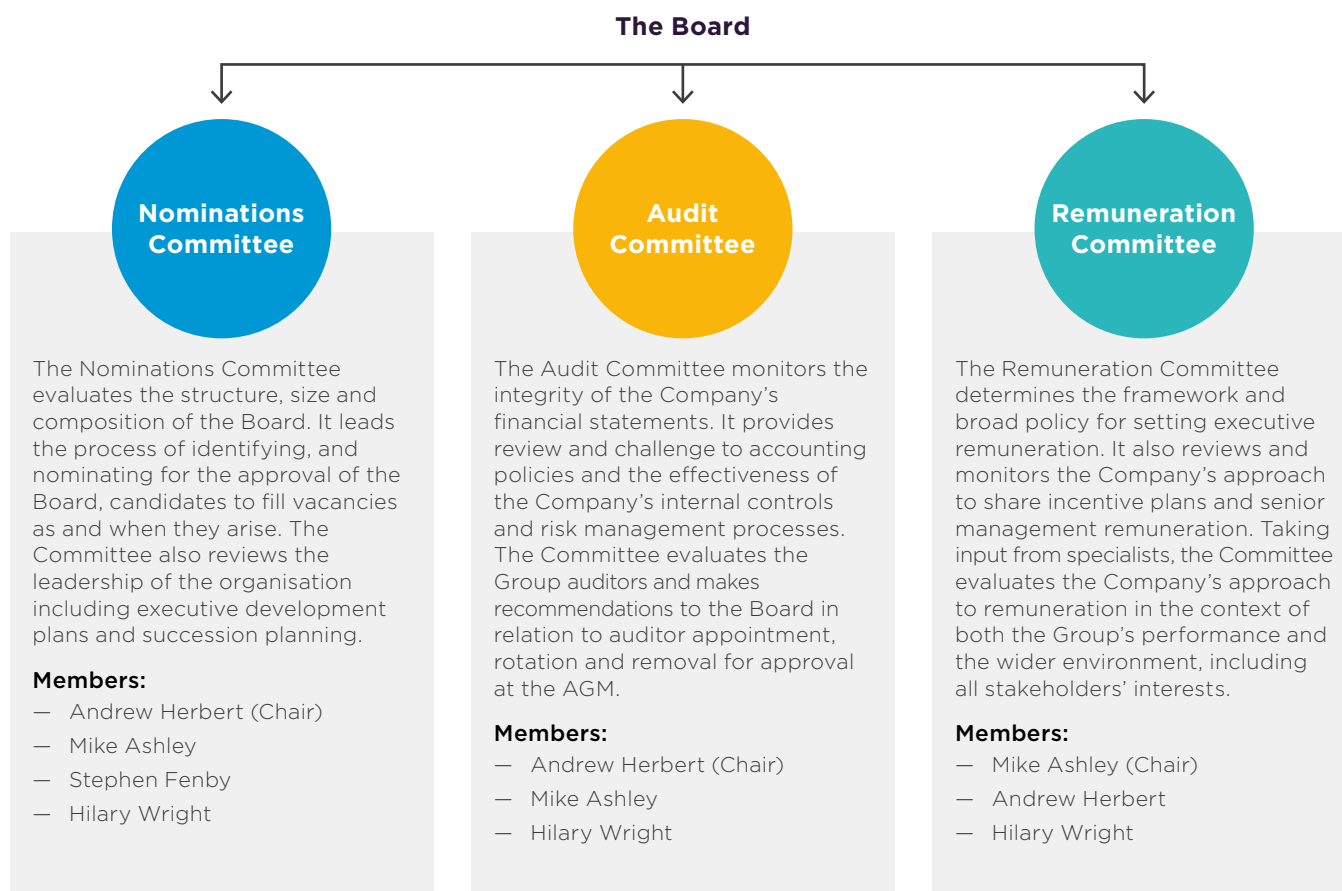 The Board
Nominations
Committee
The Nominations Committee
evaluates the structure, size and
composition of the Board. It leads
the process of identifying, and
nominating for the approval of the
Board, candidates to fill vacancies
as and when they arise. The
Committee also reviews the
leadership of the organisation
including executive development
plans and succession planning.
Members:
— Andrew Herbert (Chair)
— Mike Ashley
— Stephen Fenby
— Hilary Wright
Audit
Committee
The Audit Committee monitors the
integrity of the Company’s
financial statements. It provides
review and challenge to accounting
policies and the effectiveness of
the Company’s internal controls
and risk management processes.
The Committee evaluates the
Group auditors and makes
recommendations to the Board in
relation to auditor appointment,
rotation and removal for approval
at the AGM.
Members:
— Andrew Herbert (Chair)
— Mike Ashley
— Hilary Wright
Remuneration
Committee
The Remuneration Committee
determines the framework and
broad policy for setting executive
remuneration. It also reviews and
monitors the Company’s approach
to share incentive plans and senior
management remuneration. Taking
input from specialists, the Committee
evaluates the Company’s approach
to remuneration in the context of
both the Group’s performance and
the wider environment, including
all stakeholders’ interests.
Members:
— Mike Ashley (Chair)
— Andrew Herbert
— Hilary Wright